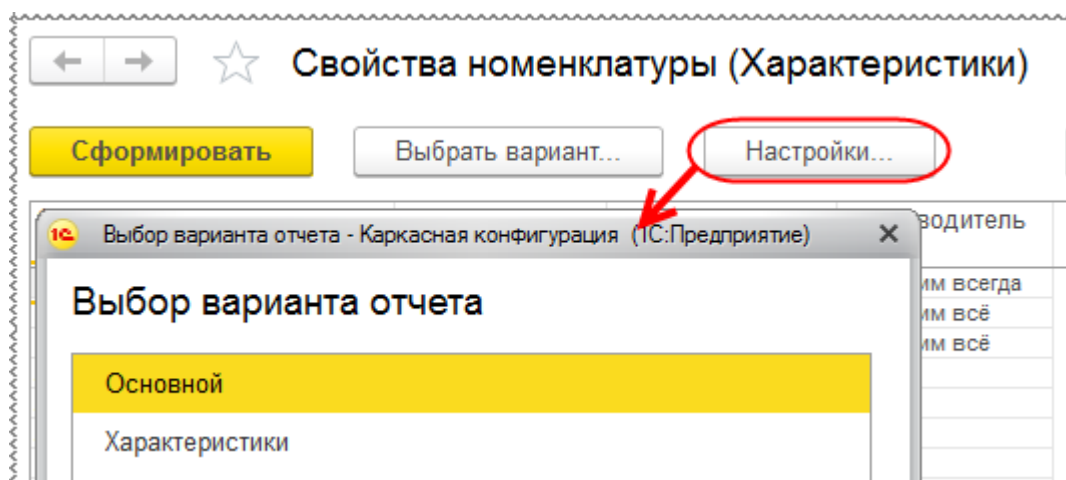 Свойства номенклатуры (Характеристики)
Сформировать
Выбрать вариант...
Настройки...
1С Выбор варианта отчета - Каркасная конфигурация (1С:Предприятие)
Выбор варианта отчета
Основной
Характеристики
водитель
им всегда
им всё
им всё